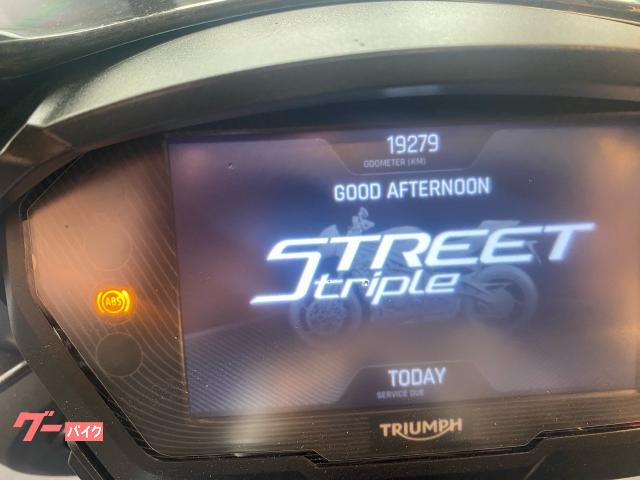 19279
ODOMETER (KM)
GOOD AFTERNOON
STREET
triple
ABS
TODAY
SERVICE DUE
TRIUMPH
グーバイク